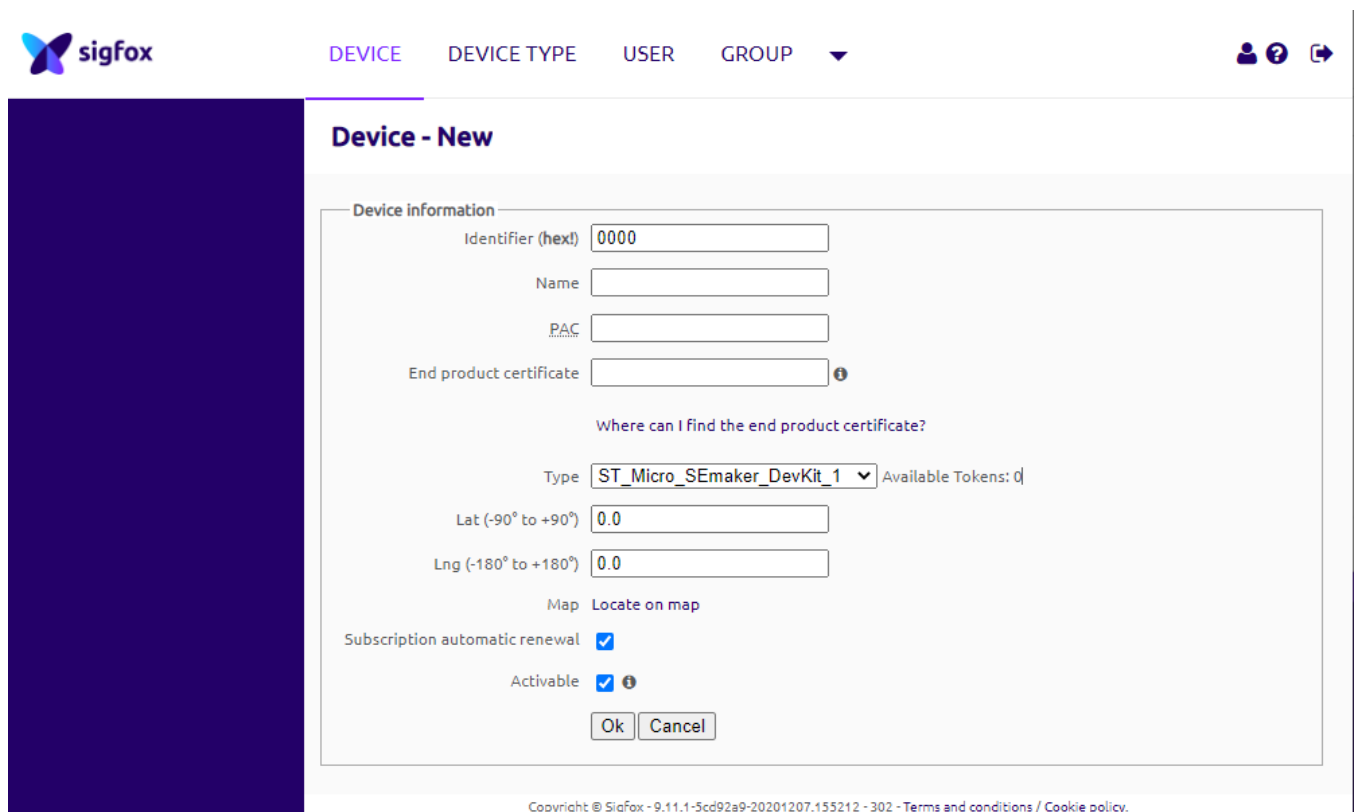 sigfox
DEVICE DEVICE TYPE USER GROUP
Device - New
Device information
Identifier (hex!) 0000
Name
PAC
End product certificate
Where can I find the end product certificate?
Type ST_Micro_SEmaker_DevKit_1 Available Tokens: 0
Lat (-90° to +90°) 0.0
Lng (-180° to +180°) 0.0
Map Locate on map
Subscription automatic renewal
Activable
Ok Cancel
Copyright © Sigfox - 9.11.1-5cd92a9-20201207.155212 - 302 - Terms and conditions / Cookie policy.